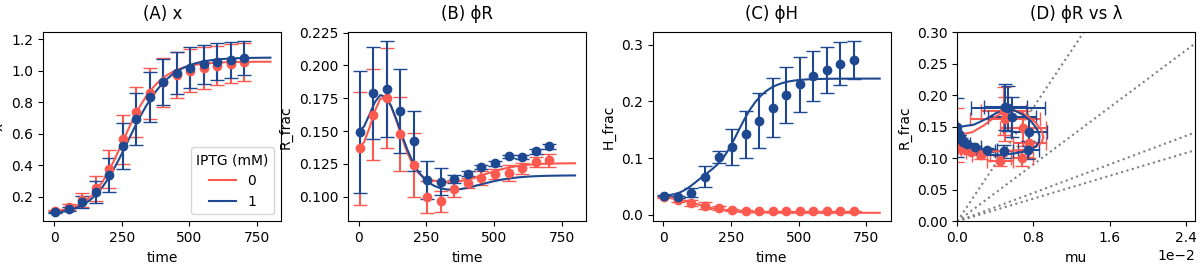 (A) x
(B) ϕR
(C) ϕH
(D) ϕR vs λ
x
1.2
1.0
0.8
0.6
0.4
0.2
IPTG (mM)
0
1
0
250
500
750
time
R_frac
0.225
0.200
0.175
0.150
0.125
0.100
0
250
500
750
time
H_frac
0.3
0.2
0.1
0.0
0
250
500
750
time
R_frac
0.30
0.25
0.20
0.15
0.10
0.05
0.00
0.0
0.8
1.6
2.4
1e−2
mu